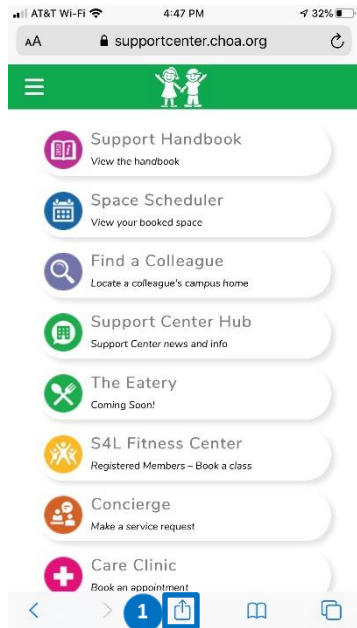 AT&T Wi-Fi 4:47 PM 32%
AA supportcenter.choa.org
Support Handbook
View the handbook
Space Scheduler
View your booked space
Find a Colleague
Locate a colleague's campus home
Support Center Hub
Support Center news and info
The Eatery
Coming Soon!
S4L Fitness Center
Registered Members – Book a class
Concierge
Make a service request
Care Clinic
Book an appointment
1